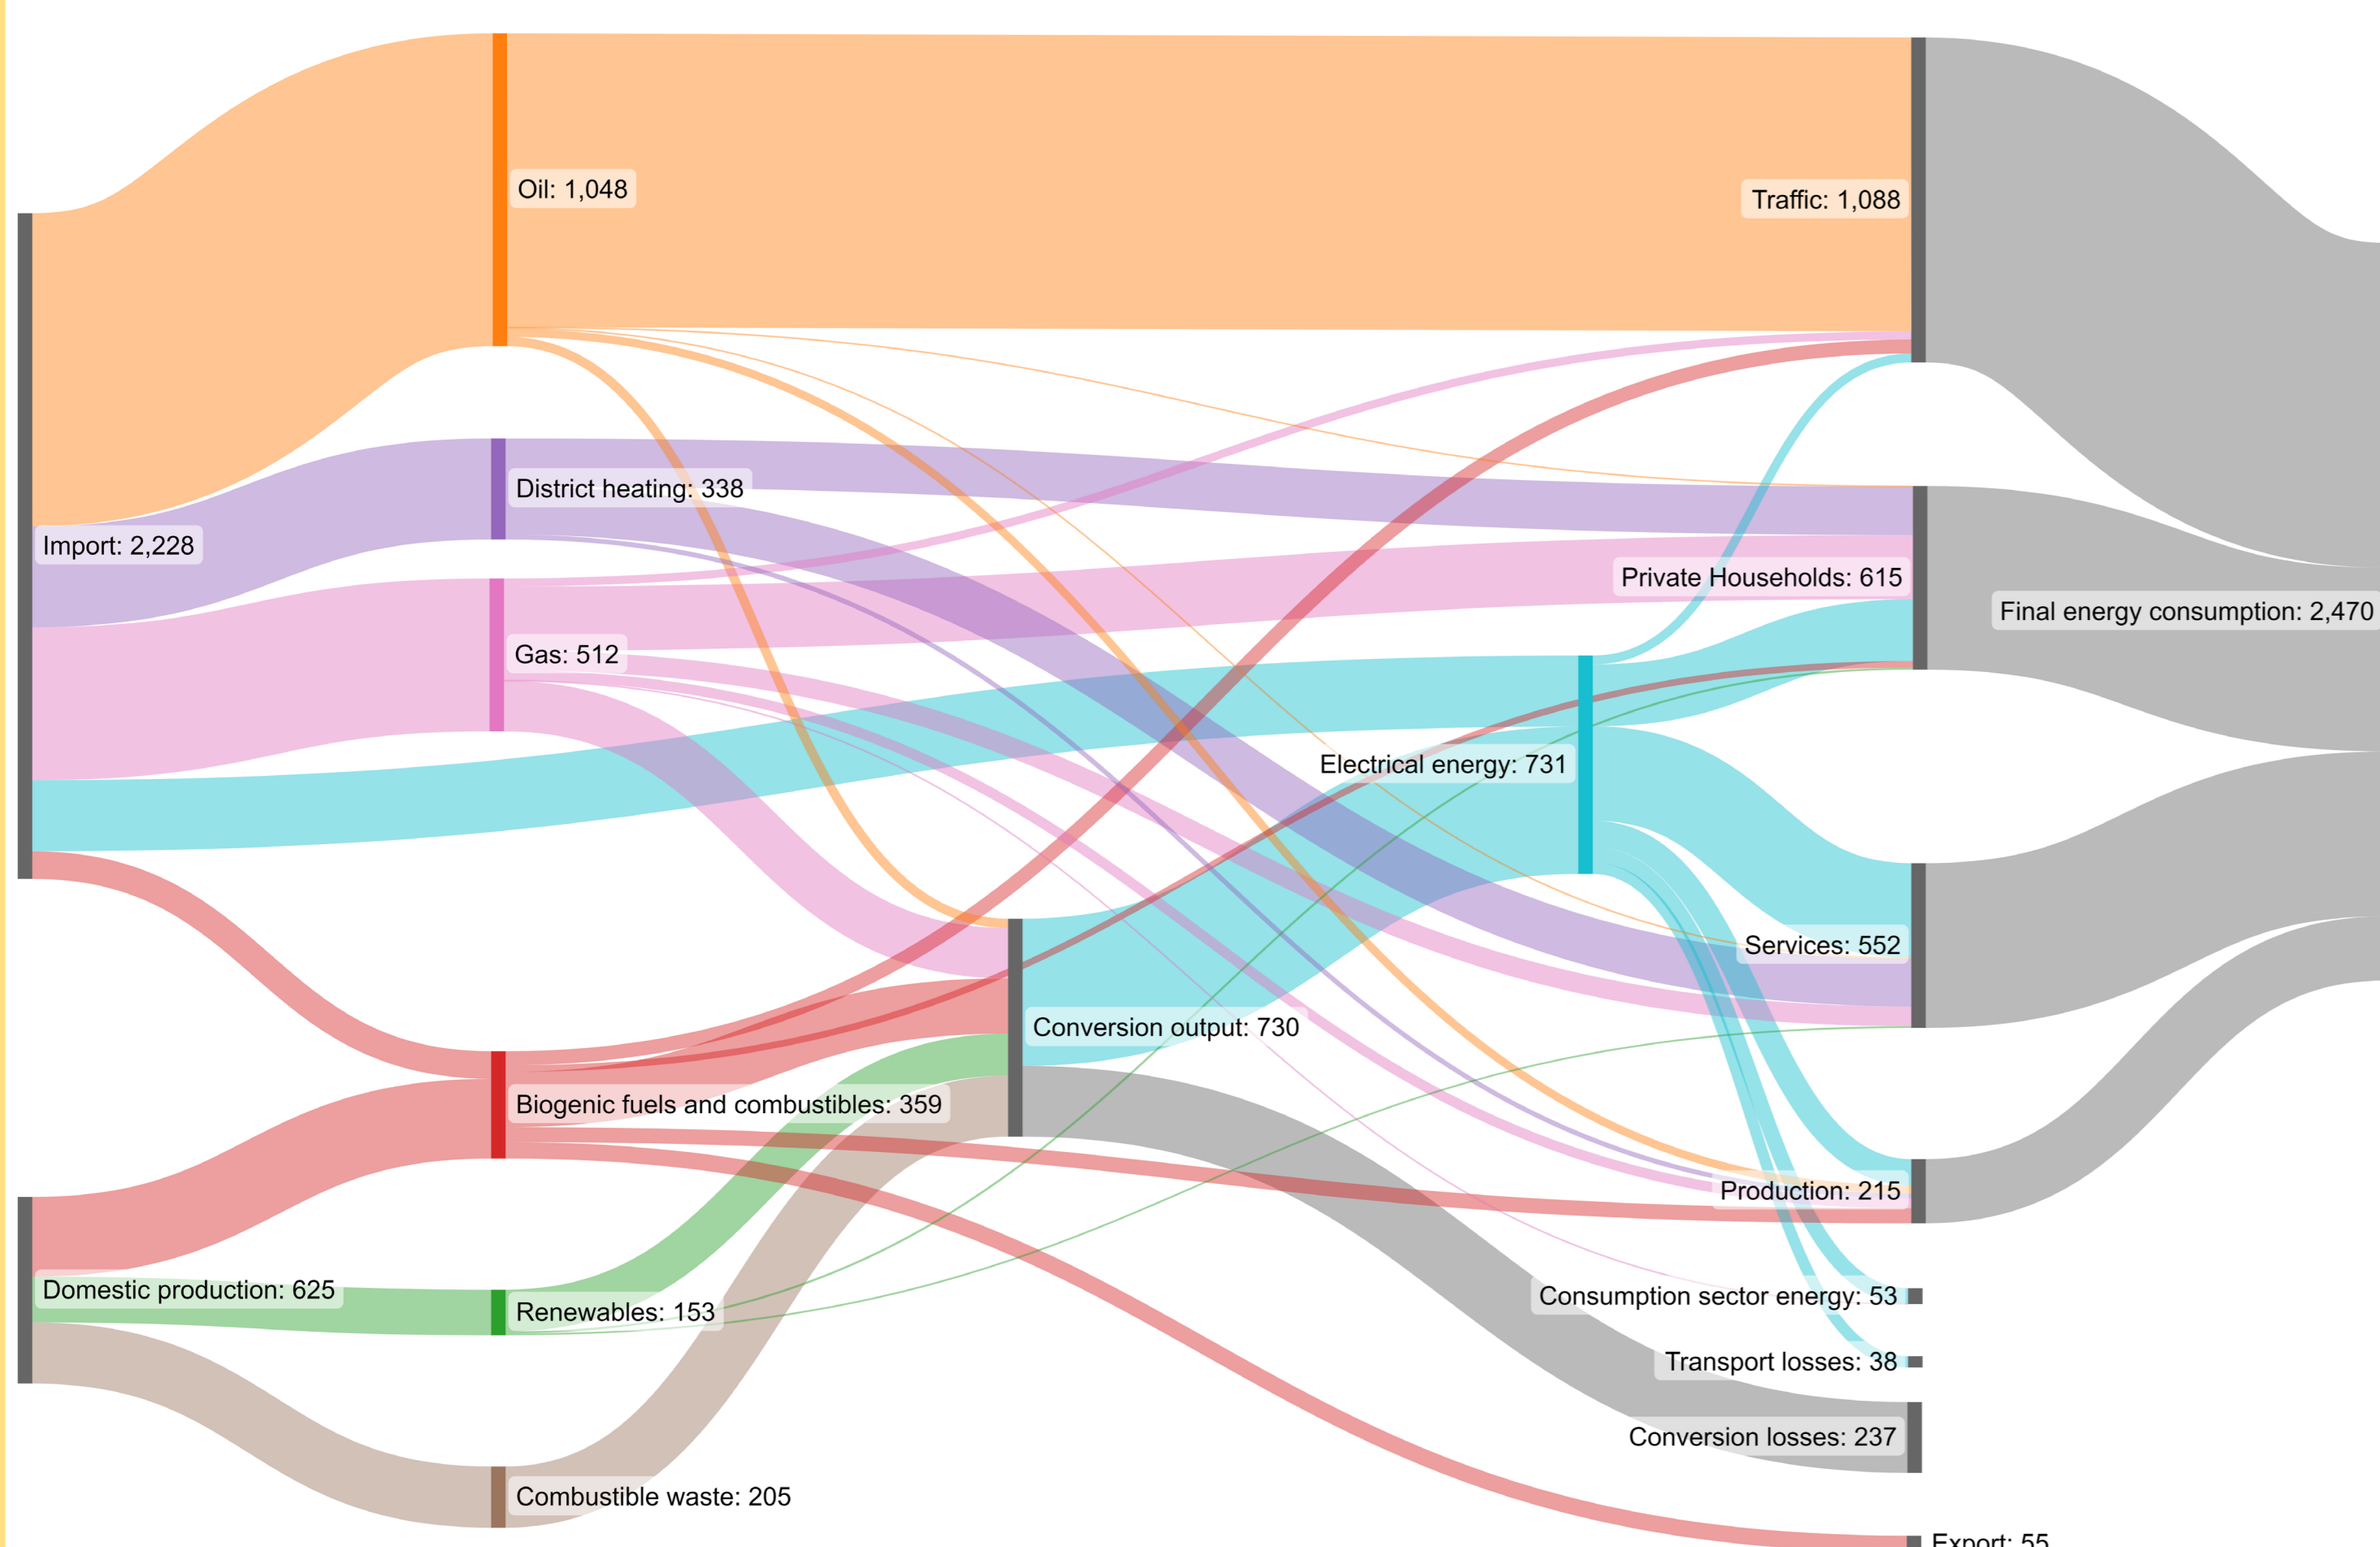 Oil: 1,048
Traffic: 1,088
District heating: 338
Import: 2,228
Private Households: 615
Final energy consumption: 2,470
Gas: 512
Electrical energy: 731
Services: 552
Conversion output: 730
Biogenic fuels and combustibles: 359
Production: 215
Domestic production: 625
Consumption sector energy: 53
Renewables: 153
Transport losses: 38
Conversion losses: 237
Combustible waste: 205
Export: 55